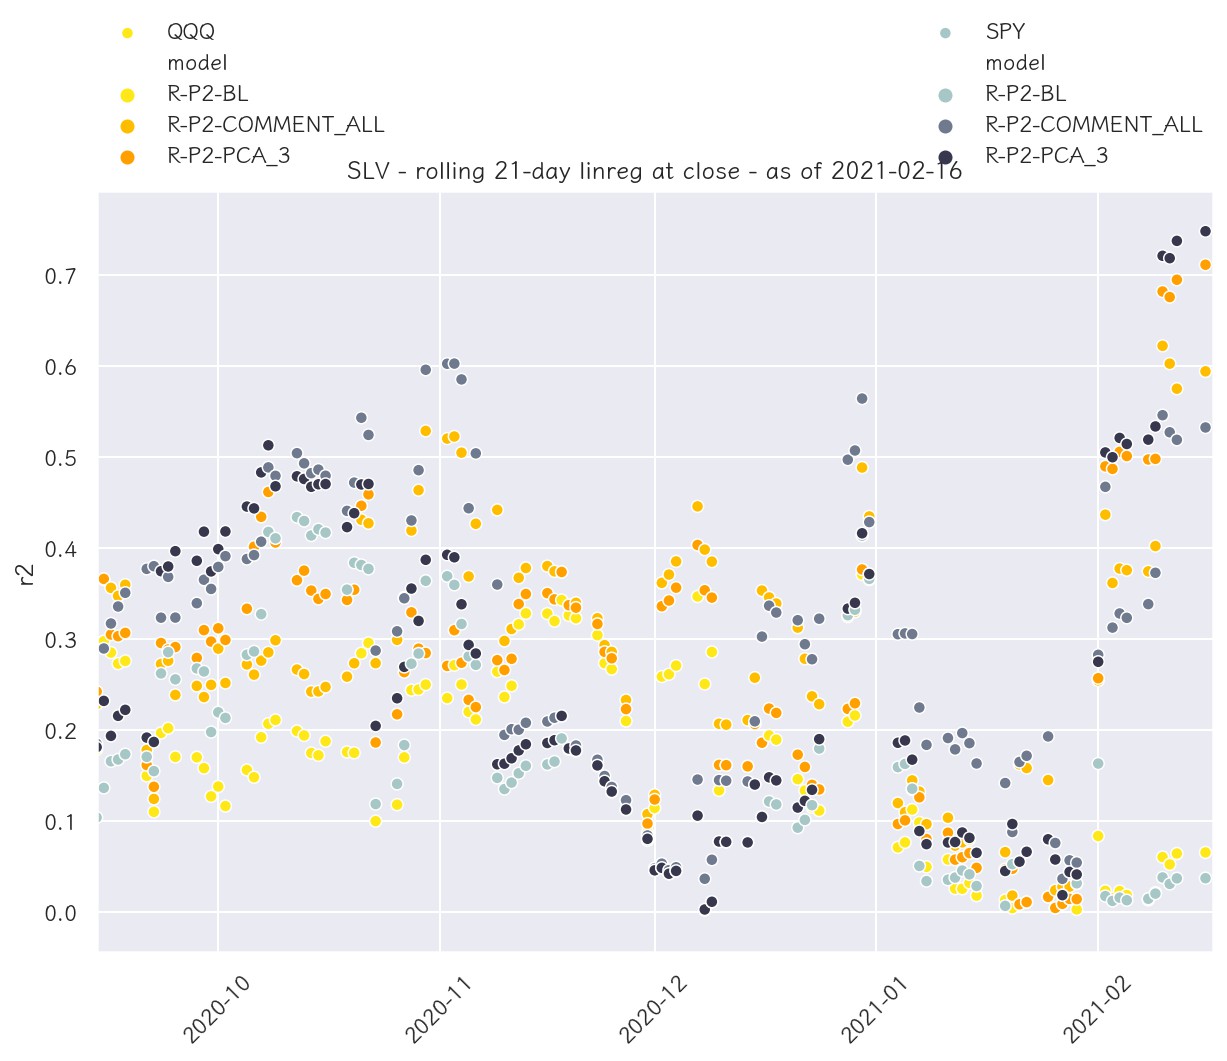 QQQ
model
R-P2-BL
R-P2-COMMENT_ALL
R-P2-PCA_3
SPY
model
R-P2-BL
R-P2-COMMENT_ALL
R-P2-PCA_3
SLV - rolling 21-day linreg at close - as of 2021-02-16
r2
0.7
0.6
0.5
0.4
0.3
0.2
0.1
0.0
2020-10
2020-11
2020-12
2021-01
2021-02